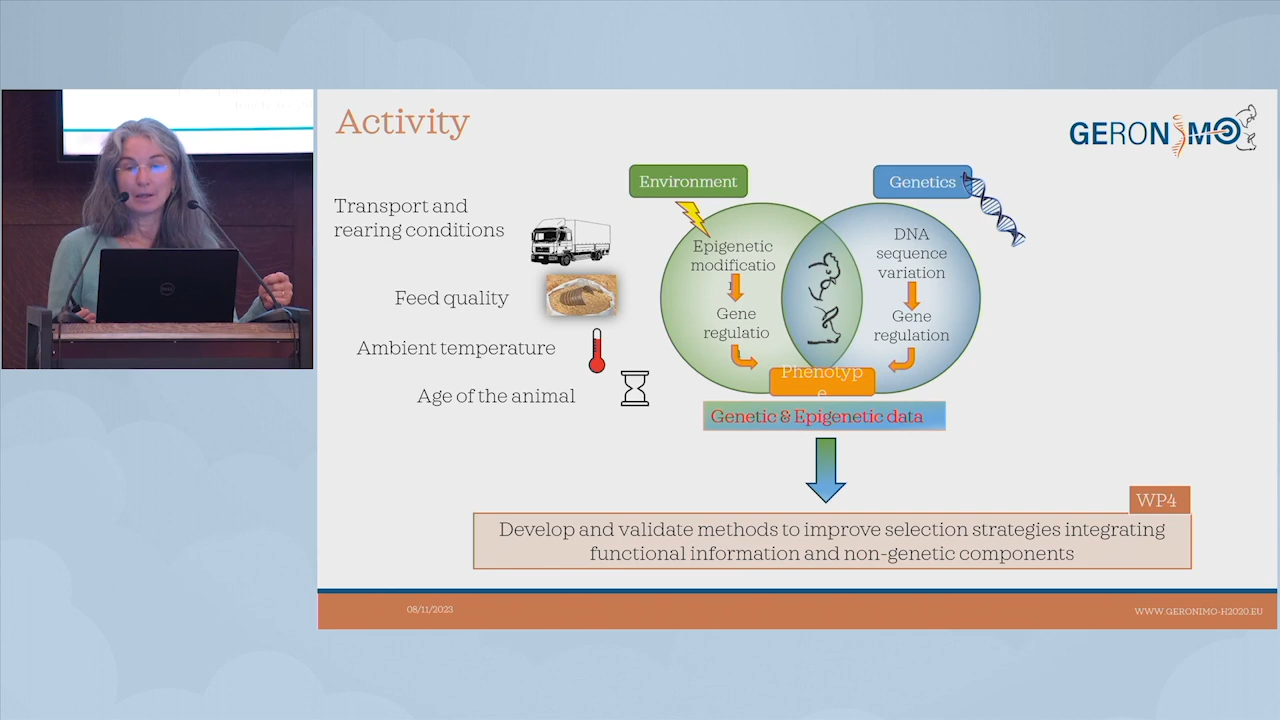 Activity
GERONIMO
Environment
Genetics
Transport and
rearing conditions
Feed quality
Ambient temperature
Age of the animal
Epigenetic
modificatio
Gene
regulatio
DNA
sequence
variation
Gene
regulation
Phenotyp
e
Genetic & Epigenetic data
WP4
Develop and validate methods to improve selection strategies integrating
functional information and non-genetic components
08/11/2023
WWW.GERONIMO-H2020.EU